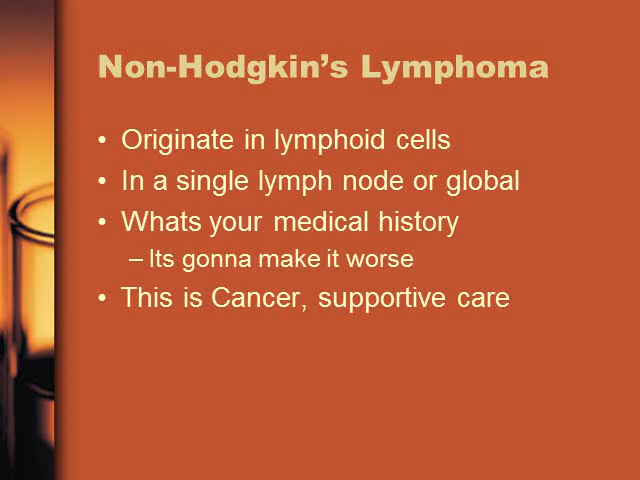 Non-Hodgkin’s Lymphoma
• Originate in lymphoid cells
• In a single lymph node or global
• Whats your medical history
– Its gonna make it worse
• This is Cancer, supportive care